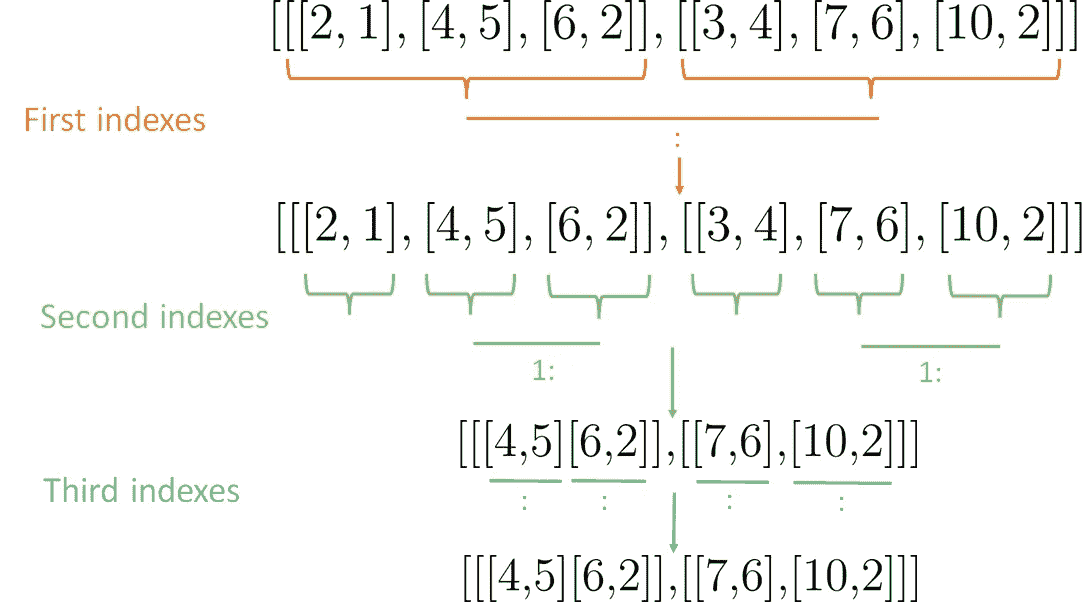 [[[2, 1], [4, 5], [6, 2]], [[3, 4], [7, 6], [10, 2]]]
First indexes
:
[[[2, 1], [4, 5], [6, 2]], [[3, 4], [7, 6], [10, 2]]]
Second indexes
1: 1:
[[[4,5][6,2]],[[7,6],[10,2]]]
Third indexes
: : : :
[[[4,5][6,2]],[[7,6],[10,2]]]